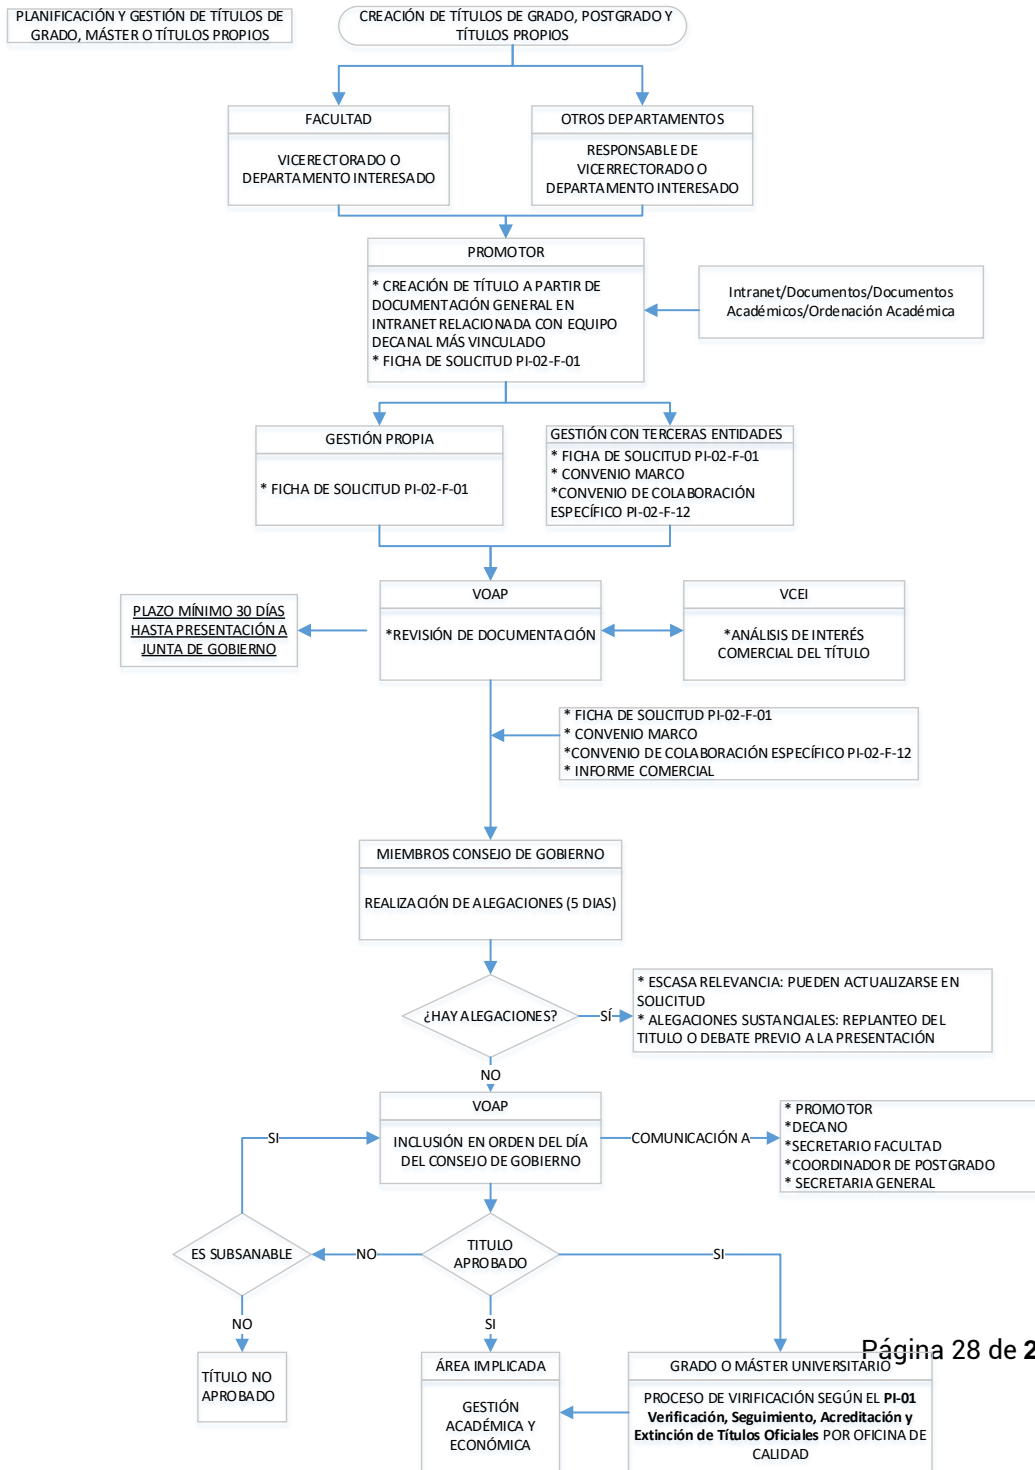 PLANIFICACIÓN Y GESTIÓN DE TÍTULOS DE
GRADO, MÁSTER O TÍTULOS PROPIOS
CREACIÓN DE TÍTULOS DE GRADO, POSTGRADO Y
TÍTULOS PROPIOS
FACULTAD
VICERECTORADO O
DEPARTAMENTO INTERESADO
OTROS DEPARTAMENTOS
RESPONSABLE DE
VICERRECTORADO O
DEPARTAMENTO INTERESADO
PROMOTOR
* CREACIÓN DE TÍTULO A PARTIR DE
DOCUMENTACIÓN GENERAL EN
INTRANET RELACIONADA CON EQUIPO
DECANAL MÁS VINCULADO
* FICHA DE SOLICITUD PI-02-F-01
Intranet/Documentos/Documentos
Académicos/Ordenación Académica
GESTIÓN PROPIA
* FICHA DE SOLICITUD PI-02-F-01
GESTIÓN CON TERCERAS ENTIDADES
* FICHA DE SOLICITUD PI-02-F-01
* CONVENIO MARCO
*CONVENIO DE COLABORACIÓN
ESPECÍFICO PI-02-F-12
PLAZO MÍNIMO 30 DÍAS
HASTA PRESENTACIÓN A
JUNTA DE GOBIERNO
VOAP
*REVISIÓN DE DOCUMENTACIÓN
VCEI
*ANÁLISIS DE INTERÉS
COMERCIAL DEL TÍTULO
* FICHA DE SOLICITUD PI-02-F-01
* CONVENIO MARCO
*CONVENIO DE COLABORACIÓN ESPECÍFICO PI-02-F-12
* INFORME COMERCIAL
MIEMBROS CONSEJO DE GOBIERNO
REALIZACIÓN DE ALEGACIONES (5 DIAS)
¿HAY ALEGACIONES?
SÍ
* ESCASA RELEVANCIA: PUEDEN ACTUALIZARSE EN
SOLICITUD
* ALEGACIONES SUSTANCIALES: REPLANTEO DEL
TITULO O DEBATE PREVIO A LA PRESENTACIÓN
NO
VOAP
INCLUSIÓN EN ORDEN DEL DÍA
DEL CONSEJO DE GOBIERNO
SI
COMUNICACIÓN A
* PROMOTOR
*DECANO
*SECRETARIO FACULTAD
*COORDINADOR DE POSTGRADO
* SECRETARIA GENERAL
ES SUBSANABLE
NO
TITULO
APROBADO
SI
NO
SI
TÍTULO NO
APROBADO
ÁREA IMPLICADA
GESTIÓN
ACADÉMICA Y
ECONÓMICA
Página 28 de 2
GRADO O MÁSTER UNIVERSITARIO
PROCESO DE VIRIFICACIÓN SEGÚN EL PI-01
Verificación, Seguimiento, Acreditación y
Extinción de Títulos Oficiales POR OFICINA DE
CALIDAD